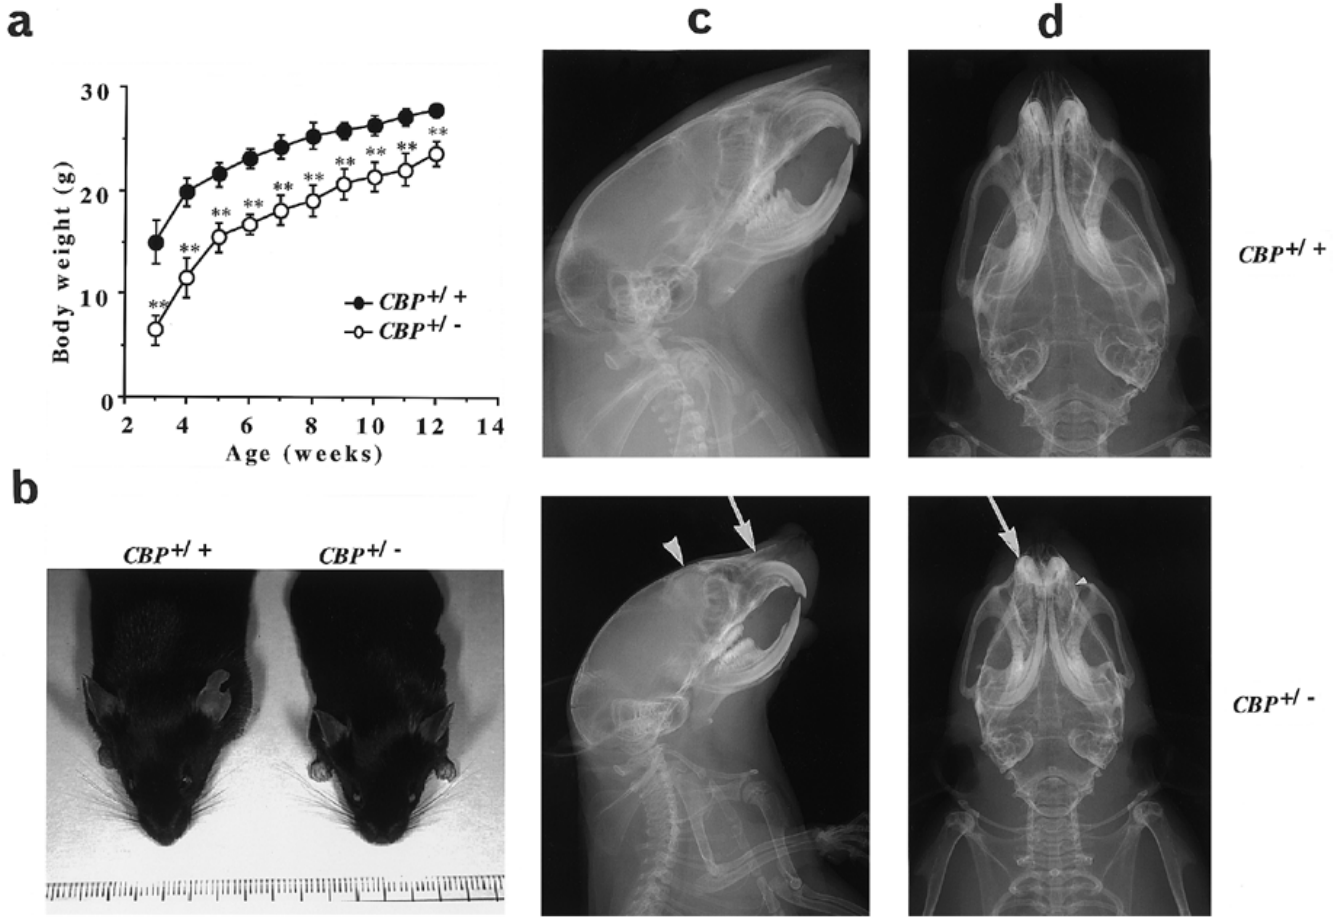 a
c
d
30
20
10
0
Body weight (g)
**
**
**
**
**
**
**
**
**
**
CBP+/ +
CBP+/ -
2 4 6 8 10 12 14
Age (weeks)
CBP+/ +
b
CBP+/ + CBP+/ -
CBP+/ -